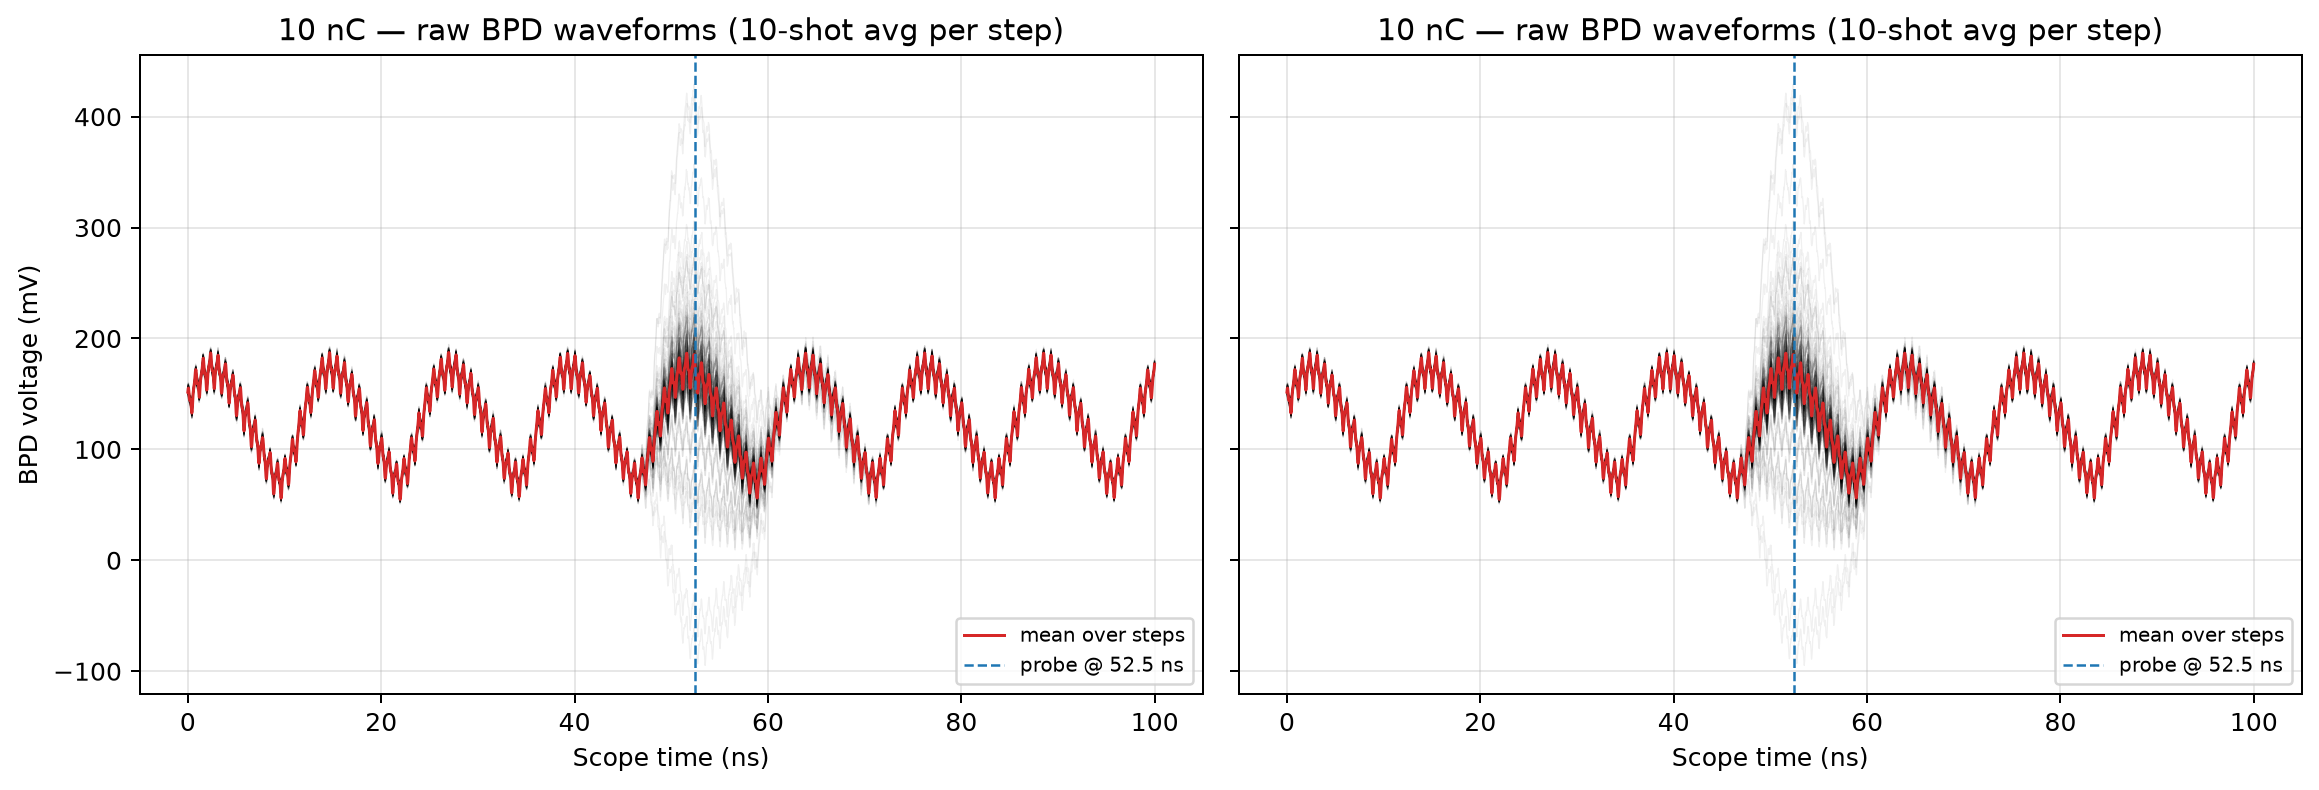 10 nC — raw BPD waveforms (10-shot avg per step)
10 nC — raw BPD waveforms (10-shot avg per step)
BPD voltage (mV)
400
300
200
100
0
−100
mean over steps
probe @ 52.5 ns
mean over steps
probe @ 52.5 ns
0 20 40 60 80 100
0 20 40 60 80 100
Scope time (ns)
Scope time (ns)